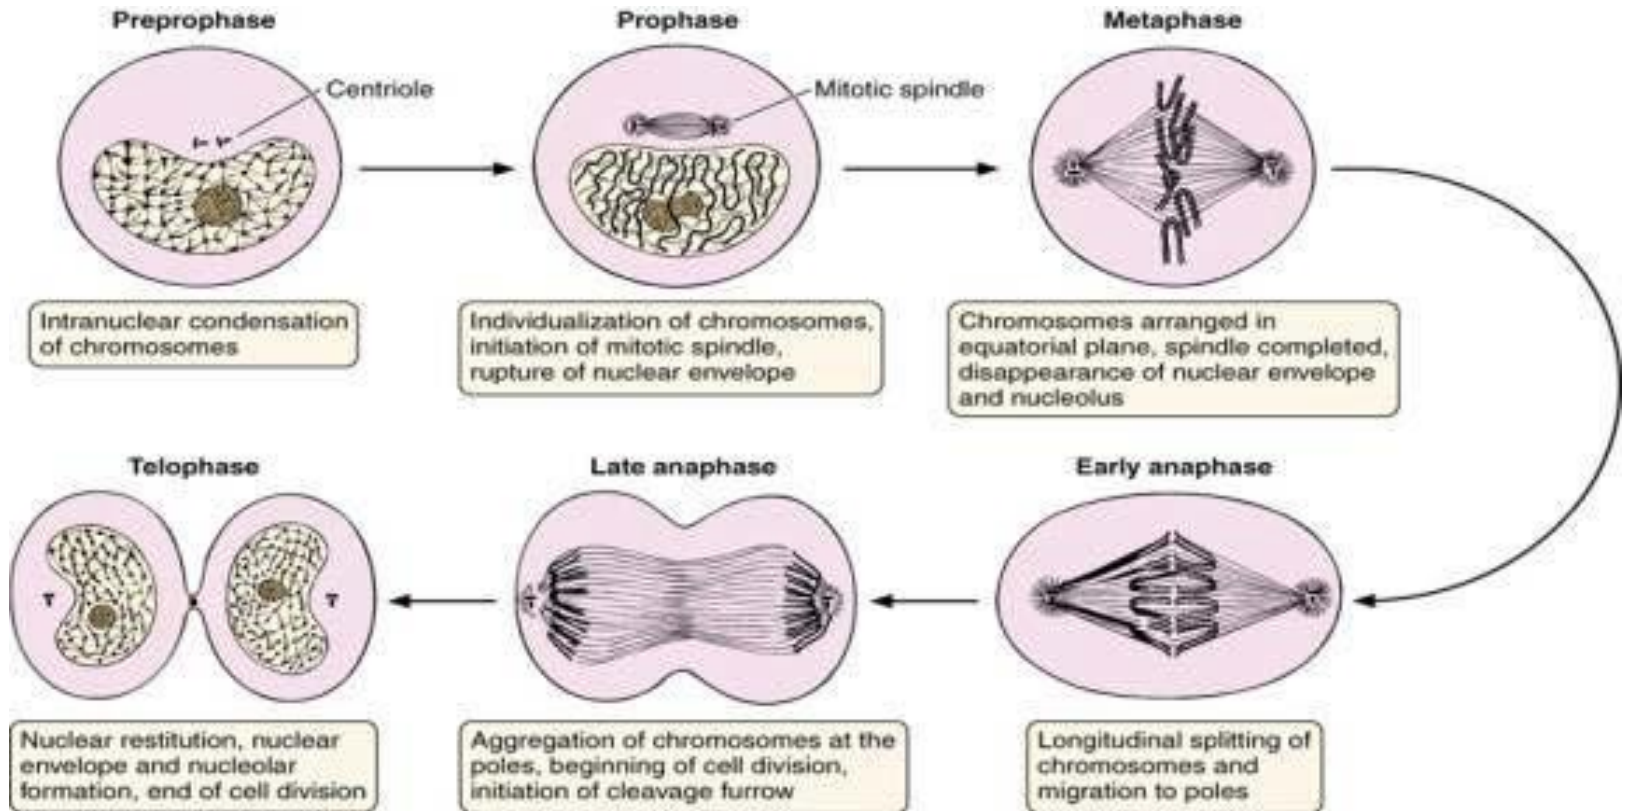 Preprophase
Centriole
Intranuclear condensation
of chromosomes
Prophase
Mitotic spindle
Individualization of chromosomes,
initiation of mitotic spindle,
rupture of nuclear envelope
Metaphase
Chromosomes arranged in
equatorial plane, spindle completed,
disappearance of nuclear envelope
and nucleolus
Telophase
Nuclear restitution, nuclear
envelope and nucleolar
formation, end of cell division
Late anaphase
Aggregation of chromosomes at the
poles, beginning of cell division,
initiation of cleavage furrow
Early anaphase
Longitudinal splitting of
chromosomes and
migration to poles